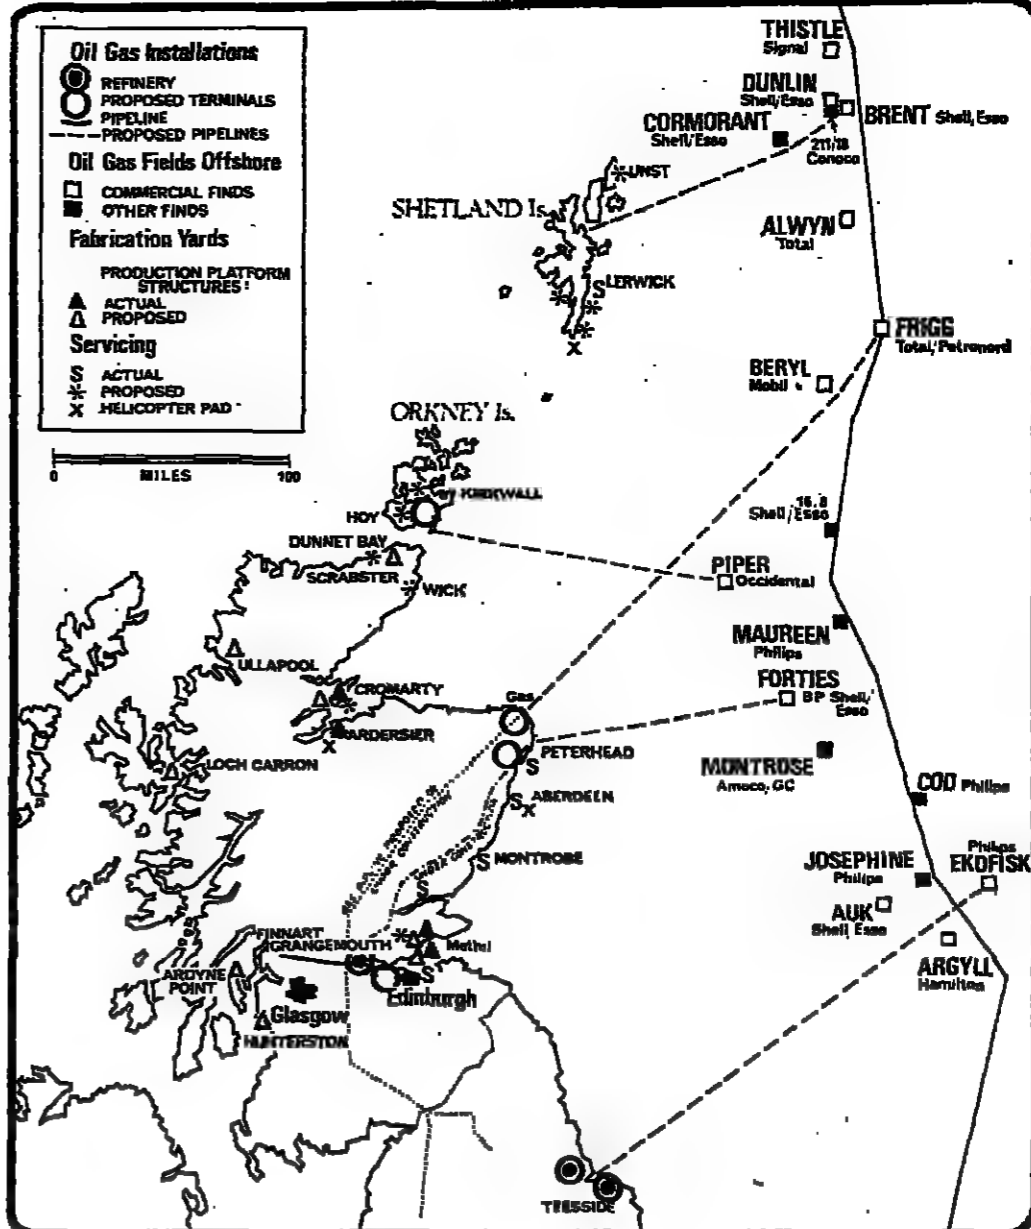 Oil Gas Installations
REFINERY
PROPOSED TERMINALS
PIPELINE
PROPOSED PIPELINES
Oil Gas Fields Offshore
COMMERCIAL FINDS
OTHER FINDS
Fabrication Yards
PRODUCTION PLATFORM
STRUCTURES:
ACTUAL
PROPOSED
Servicing
S ACTUAL
PROPOSED
X HELICOPTER PAD
0 MILES 100
THISTLE
Signal
DUNLIN
Shell/Esso
BRENT Shell, Esso
CORMORANT
Shell/Esso
211/18
Conoco
UNST
SHETLAND Is.
ALWYN
Total
LERWICK
FRIGG
Total/Petronord
BERYL
Mobil
ORKNEY Is.
KIRKWALL
HOY
16.8
Shell/Esso
DUNNET BAY
SCRABSTER
WICK
PIPER
Occidental
MAUREEN
Philips
ULLAPOOL
CROMARTY
FORTIES
BP Shell/
Esso
Gas
ARDERSIER
PETERHEAD
LOCH CARRON
MONTROSE
Amoco, GC
COD Philips
ABERDEEN
MONTROBE
JOSEPHINE
Philips
Philips
EKOFISK
AUK
Shell, Esso
FINNART
GRANGEMOUTH
Methil
ARDYNE
POINT
ARGYLL
Hamilton
Edinburgh
Glasgow
HUNTERSTON
TEESSIDE